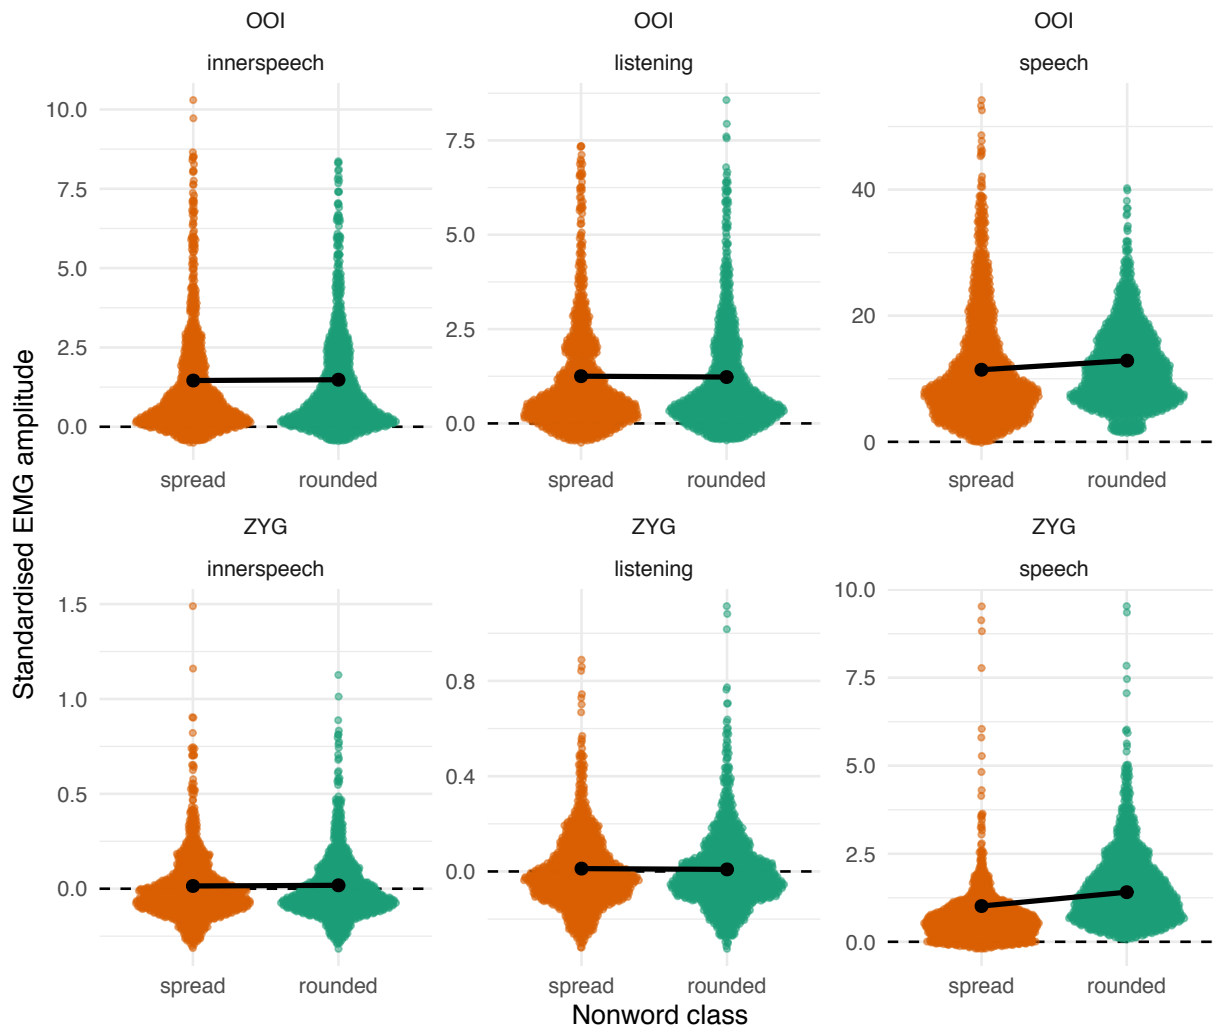 OOI
innerspeech
10.0
7.5
5.0
2.5
0.0
spread rounded
OOI
listening
7.5
5.0
2.5
0.0
spread rounded
OOI
speech
40
20
0
spread rounded
Standardised EMG amplitude
ZYG
innerspeech
1.5
1.0
0.5
0.0
spread rounded
ZYG
listening
0.8
0.4
0.0
spread rounded
ZYG
speech
10.0
7.5
5.0
2.5
0.0
spread rounded
Nonword class